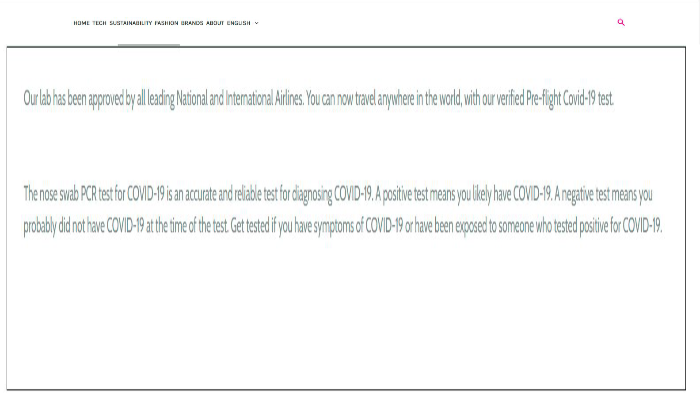 HOME TECH SUSTAINABILITY FASHION BRANDS ABOUT ENGLISH
Our lab has been approved by all leading National and International Airlines. You can now travel anywhere in the world, with our verified Pre-flight Covid-19 test.
The nose swab PCR test for COVID-19 is an accurate and reliable test for diagnosing COVID-19. A positive test means you likely have COVID-19. A negative test means you
probably did not have COVID-19 at the time of the test. Get tested if you have symptoms of COVID-19 or have been exposed to someone who tested positive for COVID-19.